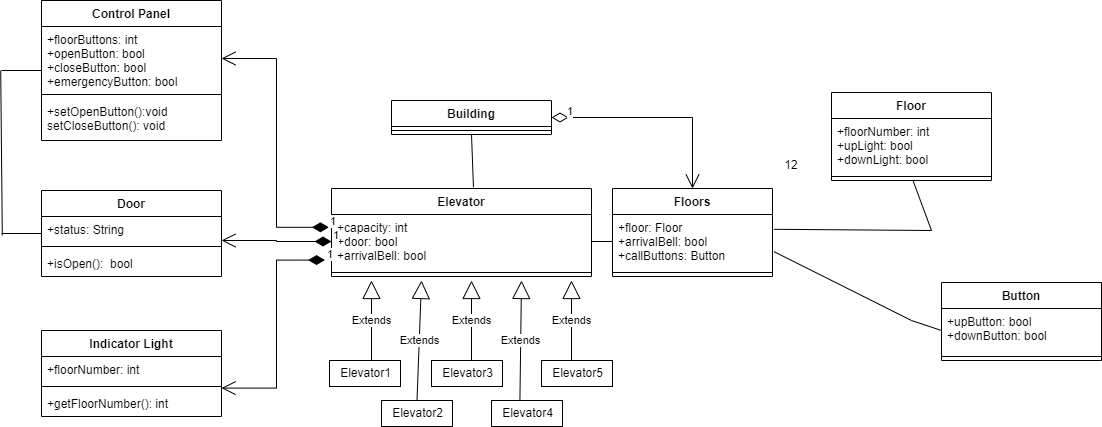 Control Panel
+floorButtons: int
+openButton: bool
+closeButton: bool
+emergencyButton: bool
+setOpenButton():void
setCloseButton(): void
Door
+status: String
+isOpen():  bool
Indicator Light
+floorNumber: int
+getFloorNumber(): int
Building
1
Elevator
+capacity: int
+door: bool
+arrivalBell: bool
1
1
1
Extends
Extends
Extends
Extends
Extends
Elevator1
Elevator2
Elevator3
Elevator4
Elevator5
Floors
+floor: Floor
+arrivalBell: bool
+callButtons: Button
12
Floor
+floorNumber: int
+upLight: bool
+downLight: bool
Button
+upButton: bool
+downButton: bool